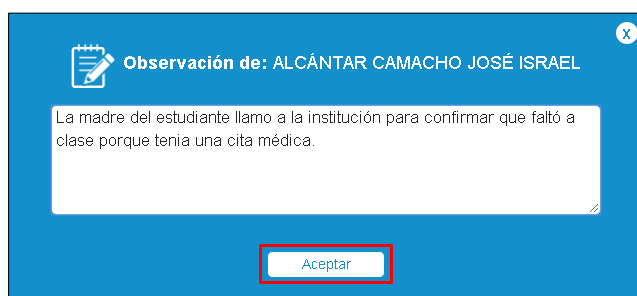 X
Observación de: ALCÁNTAR CAMACHO JOSÉ ISRAEL
La madre del estudiante llamo a la institución para confirmar que faltó a
clase porque tenia una cita médica.
Aceptar